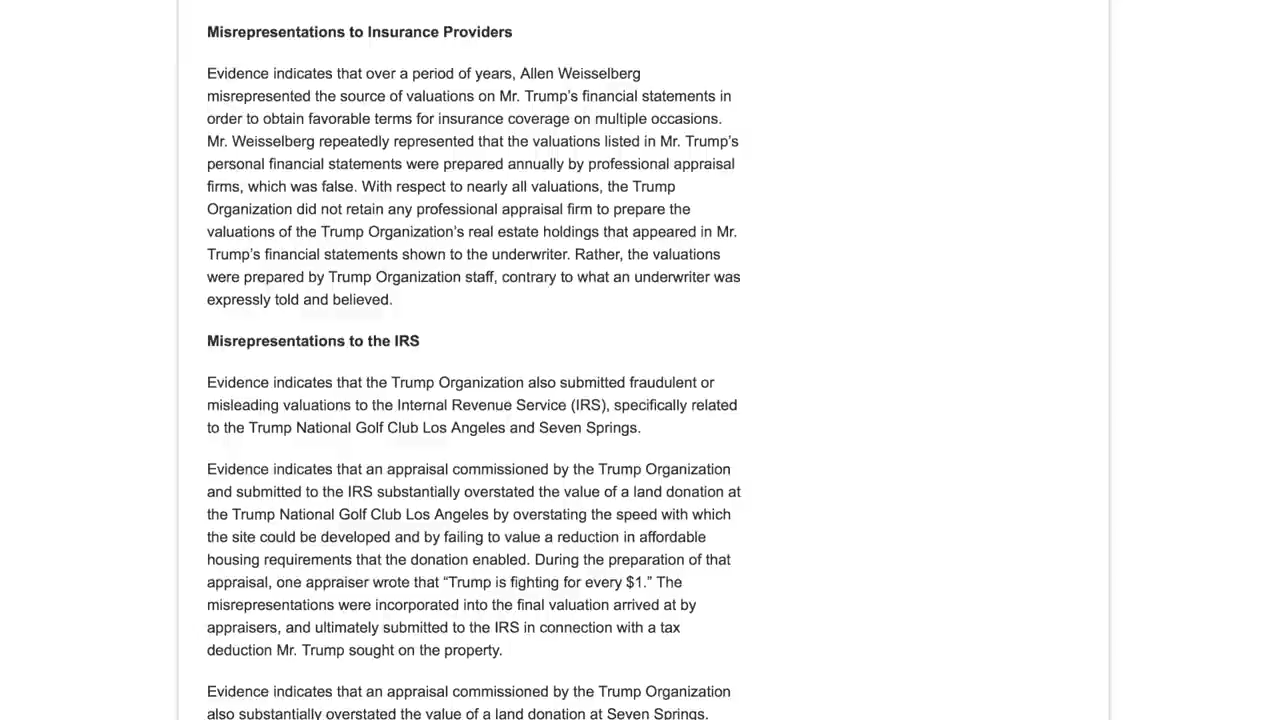 Misrepresentations to Insurance Providers
Evidence indicates that over a period of years, Allen Weisselberg
misrepresented the source of valuations on Mr. Trump’s financial statements in
order to obtain favorable terms for insurance coverage on multiple occasions.
Mr. Weisselberg repeatedly represented that the valuations listed in Mr. Trump’s
personal financial statements were prepared annually by professional appraisal
firms, which was false. With respect to nearly all valuations, the Trump
Organization did not retain any professional appraisal firm to prepare the
valuations of the Trump Organization’s real estate holdings that appeared in Mr.
Trump’s financial statements shown to the underwriter. Rather, the valuations
were prepared by Trump Organization staff, contrary to what an underwriter was
expressly told and believed.
Misrepresentations to the IRS
Evidence indicates that the Trump Organization also submitted fraudulent or
misleading valuations to the Internal Revenue Service (IRS), specifically related
to the Trump National Golf Club Los Angeles and Seven Springs.
Evidence indicates that an appraisal commissioned by the Trump Organization
and submitted to the IRS substantially overstated the value of a land donation at
the Trump National Golf Club Los Angeles by overstating the speed with which
the site could be developed and by failing to value a reduction in affordable
housing requirements that the donation enabled. During the preparation of that
appraisal, one appraiser wrote that “Trump is fighting for every $1.” The
misrepresentations were incorporated into the final valuation arrived at by
appraisers, and ultimately submitted to the IRS in connection with a tax
deduction Mr. Trump sought on the property.
Evidence indicates that an appraisal commissioned by the Trump Organization
also substantially overstated the value of a land donation at Seven Springs.